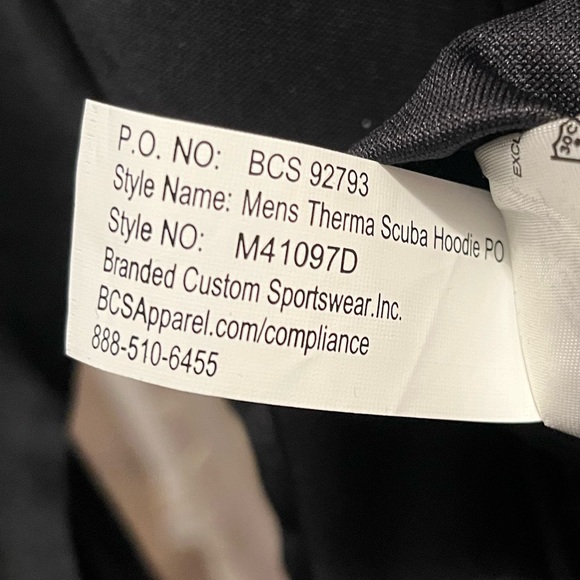 P.O. NO: BCS 92793
Style Name: Mens Therma Scuba Hoodie PO
Style NO: M41097D
Branded Custom Sportswear.Inc.
BCSApparel.com/compliance
888-510-6455
30C